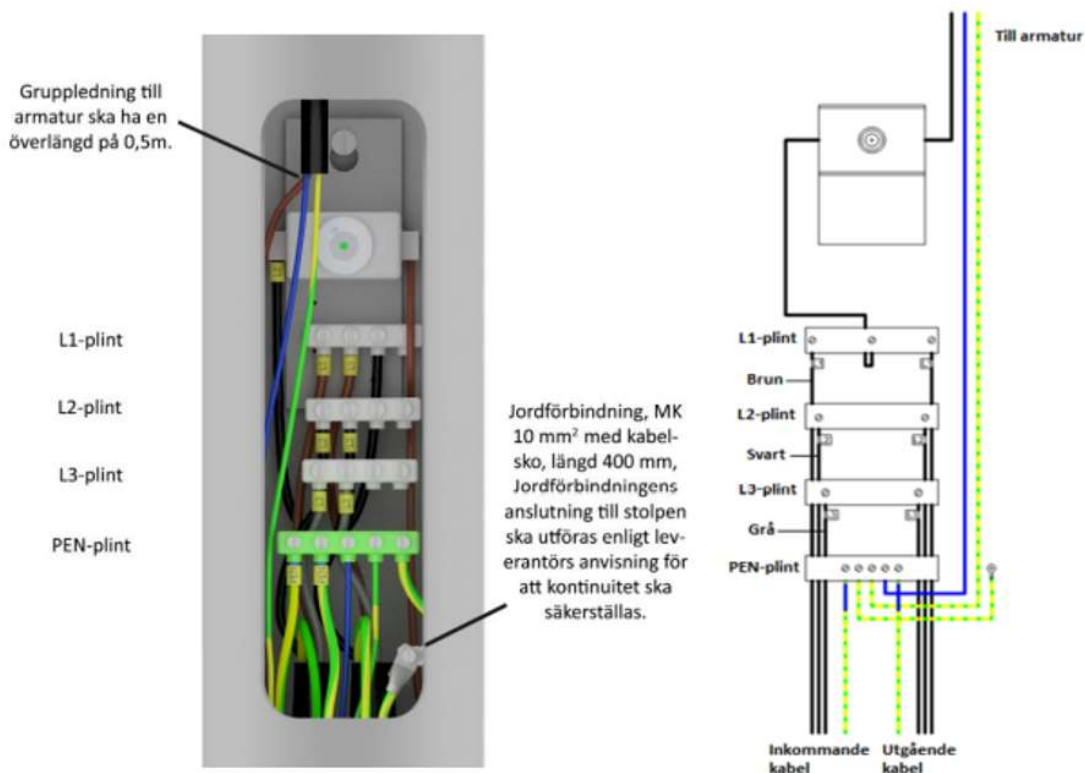 Gruppledning till
armatur ska ha en
överlängd på 0,5m.
L1-plint
L2-plint
L3-plint
PEN-plint
Jordförbindning, MK
10 mm² med kabel-
sko, längd 400 mm,
Jordförbindningens
anslutning till stolpen
ska utföras enligt lev-
erantörs anvisning för
att kontinuitet ska
säkerställas.
Till armatur
L1-plint
Brun
L2-plint
Svart
L3-plint
Grå
PEN-plint
Inkommande
kabel
Utgående
kabel